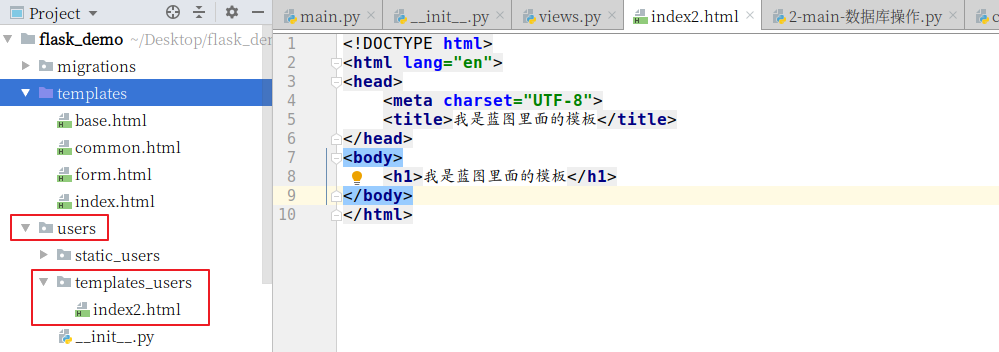 Project
main.py
__init__.py
views.py
index2.html
2-main-数据库操作.py
flask_demo ~/Desktop/flask_de
migrations
templates
base.html
common.html
form.html
index.html
users
static_users
templates_users
index2.html
__init__.py
1 <!DOCTYPE html>
2 <html lang="en">
3 <head>
4 <meta charset="UTF-8">
5 <title>我是蓝图里面的模板</title>
6 </head>
7 <body>
8 <h1>我是蓝图里面的模板</h1>
9 </body>
10 </html>